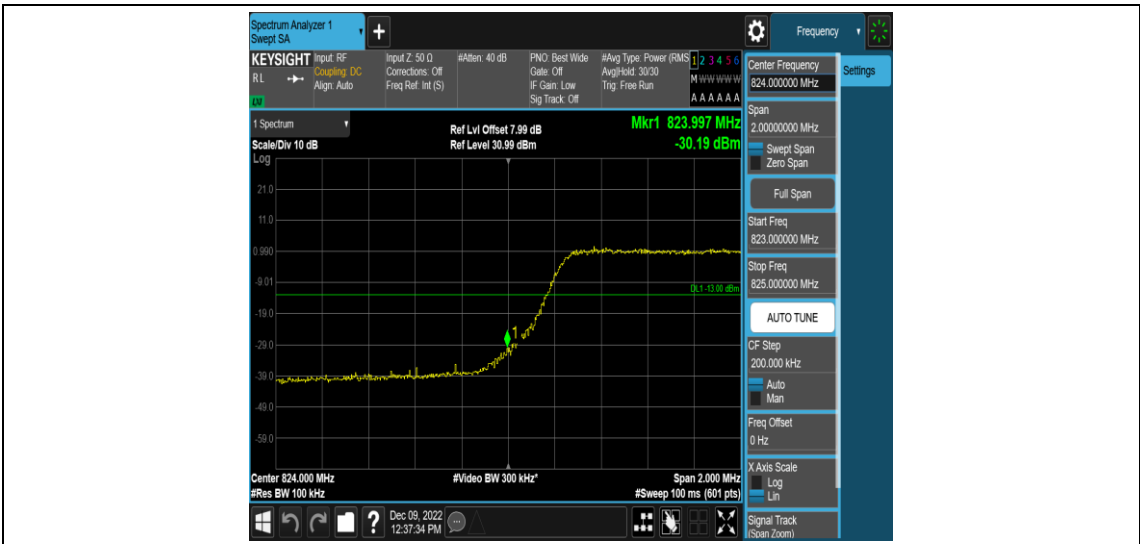 Spectrum Analyzer 1
Swept SA
+
Frequency
KEYSIGHT
RL
LXI
Input: RF
Coupling: DC
Align: Auto
Input Z: 50 Ω
Corrections: Off
Freq Ref: Int (S)
#Atten: 40 dB
PNO: Best Wide
Gate: Off
IF Gain: Low
Sig Track: Off
#Avg Type: Power (RMS
Avg|Hold: 30/30
Trig: Free Run
1 2 3 4 5 6
M W W W W W
A A A A A A
1 Spectrum
Scale/Div 10 dB
Ref Lvl Offset 7.99 dB
Ref Level 30.99 dBm
Mkr1 823.997 MHz
-30.19 dBm
Log
21.0
11.0
0.990
-9.01
-19.0
-29.0
-39.0
-49.0
-59.0
DL1 -13.00 dBm
1
Center 824.000 MHz
#Res BW 100 kHz
#Video BW 300 kHz*
Span 2.000 MHz
#Sweep 100 ms (601 pts)
Dec 09, 2022
12:37:34 PM
?
Center Frequency
824.000000 MHz
Settings
Span
2.00000000 MHz
Swept Span
Zero Span
Full Span
Start Freq
823.000000 MHz
Stop Freq
825.000000 MHz
AUTO TUNE
CF Step
200.000 kHz
Auto
Man
Freq Offset
0 Hz
X Axis Scale
Log
Lin
Signal Track
(Span Zoom)